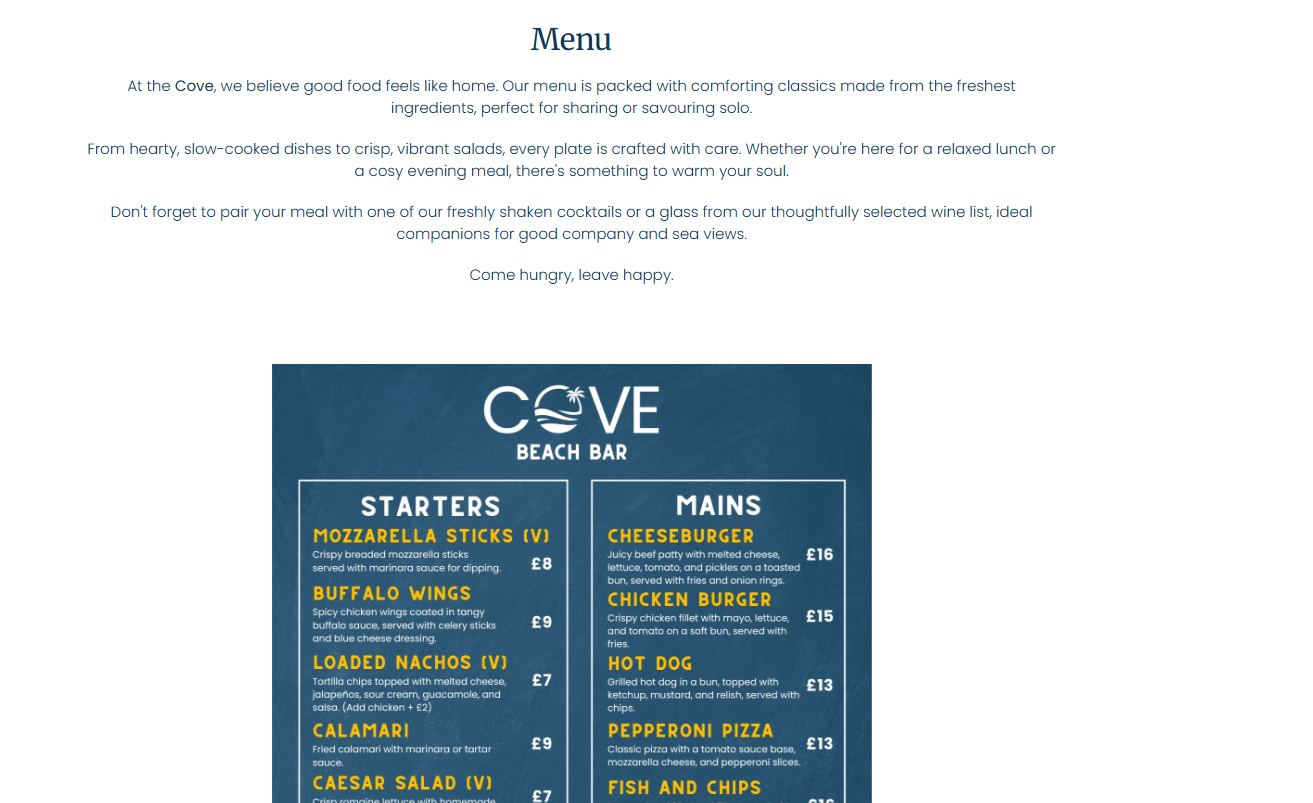 Menu
At the Cove, we believe good food feels like home. Our menu is packed with comforting classics made from the freshest
ingredients, perfect for sharing or savouring solo.
From hearty, slow-cooked dishes to crisp, vibrant salads, every plate is crafted with care. Whether you're here for a relaxed lunch or
a cosy evening meal, there's something to warm your soul.
Don't forget to pair your meal with one of our freshly shaken cocktails or a glass from our thoughtfully selected wine list, ideal
companions for good company and sea views.
Come hungry, leave happy.
COVE
BEACH BAR
STARTERS
MOZZARELLA STICKS (V)
Crispy breaded mozzarella sticks
served with marinara sauce for dipping.
£8
BUFFALO WINGS
Spicy chicken wings coated in tangy
buffalo sauce, served with celery sticks
and blue cheese dressing.
£9
LOADED NACHOS (V)
Tortilla chips topped with melted cheese,
jalapeños, sour cream, guacamole, and
salsa. (Add chicken + £2)
£7
CALAMARI
Fried calamari with marinara or tartar
sauce.
£9
CAESAR SALAD (V)
Crisp romaine lettuce with homemade
£7
MAINS
CHEESEBURGER
Juicy beef patty with melted cheese,
lettuce, tomato, and pickles on a toasted
bun, served with fries and onion rings.
£16
CHICKEN BURGER
Crispy chicken fillet with mayo, lettuce,
and tomato on a soft bun, served with
fries.
£15
HOT DOG
Grilled hot dog in a bun, topped with
ketchup, mustard, and relish, served with
chips.
£13
PEPPERONI PIZZA
Classic pizza with a tomato sauce base,
mozzarella cheese, and pepperoni slices.
£13
FISH AND CHIPS